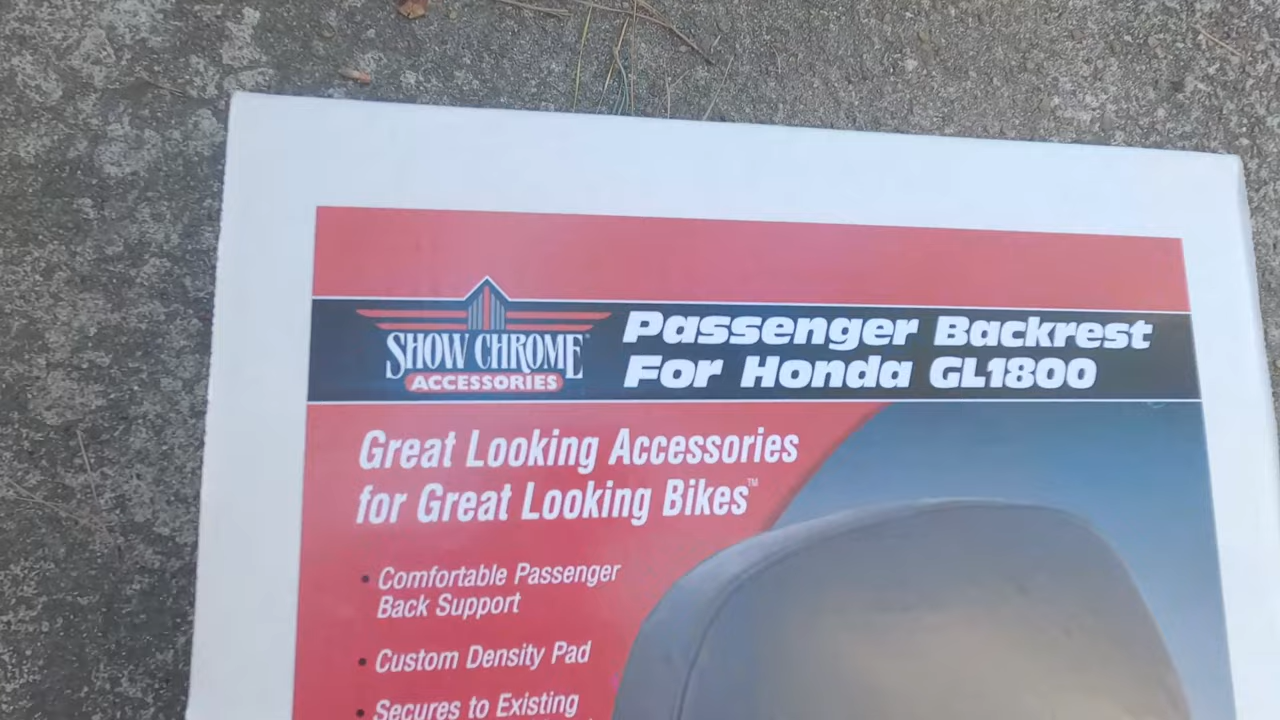 SHOW CHROME
ACCESSORIES
Passenger Backrest
For Honda GL1800
Great Looking Accessories
for Great Looking Bikes™
• Comfortable Passenger
Back Support
• Custom Density Pad
• Secures to Existing